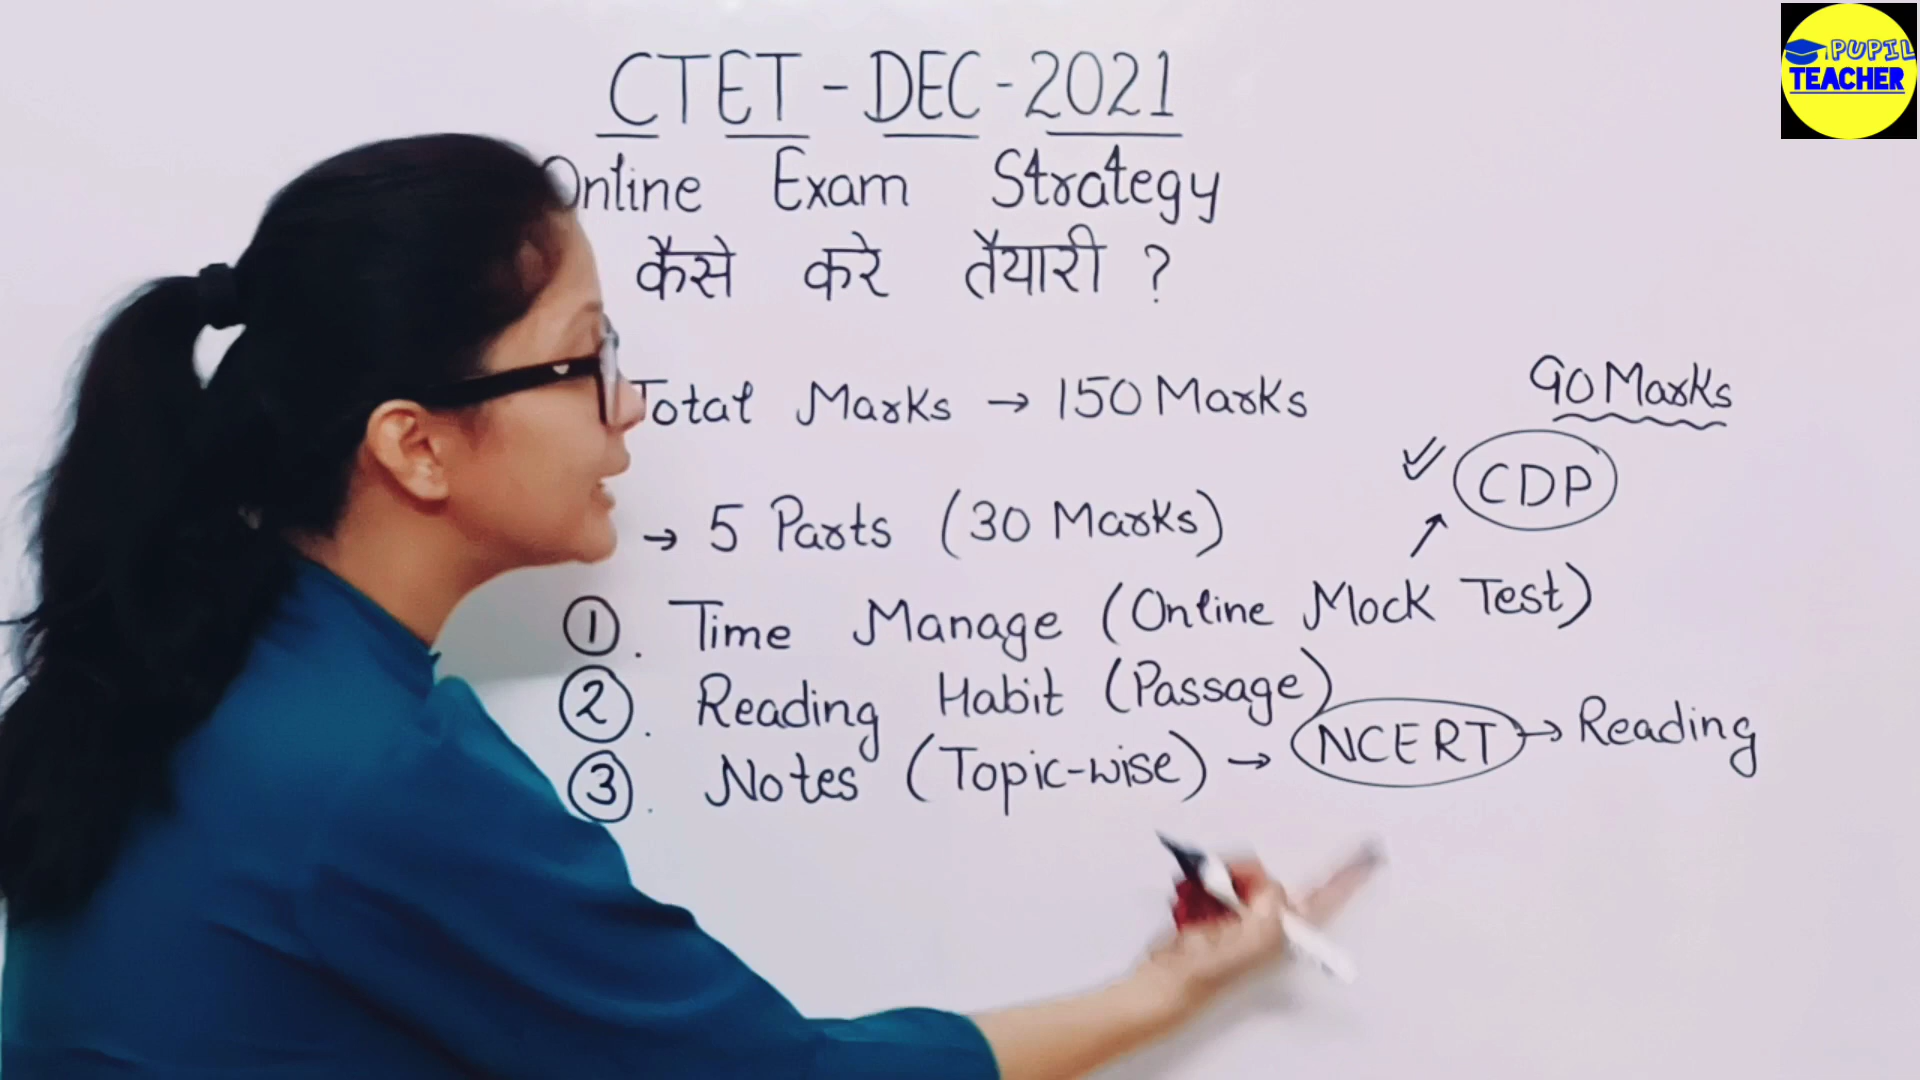 PUPIL
TEACHER
CTET - DEC - 2021
Online Exam Strategy
कैसे करे तैयारी ?
Total Marks → 150 Marks
90 Marks
✓✓ CDP
→ 5 Parts (30 Marks)
1. Time Manage (Online Mock Test)
2. Reading Habit (Passage)
3. Notes (Topic-wise) → NCERT → Reading